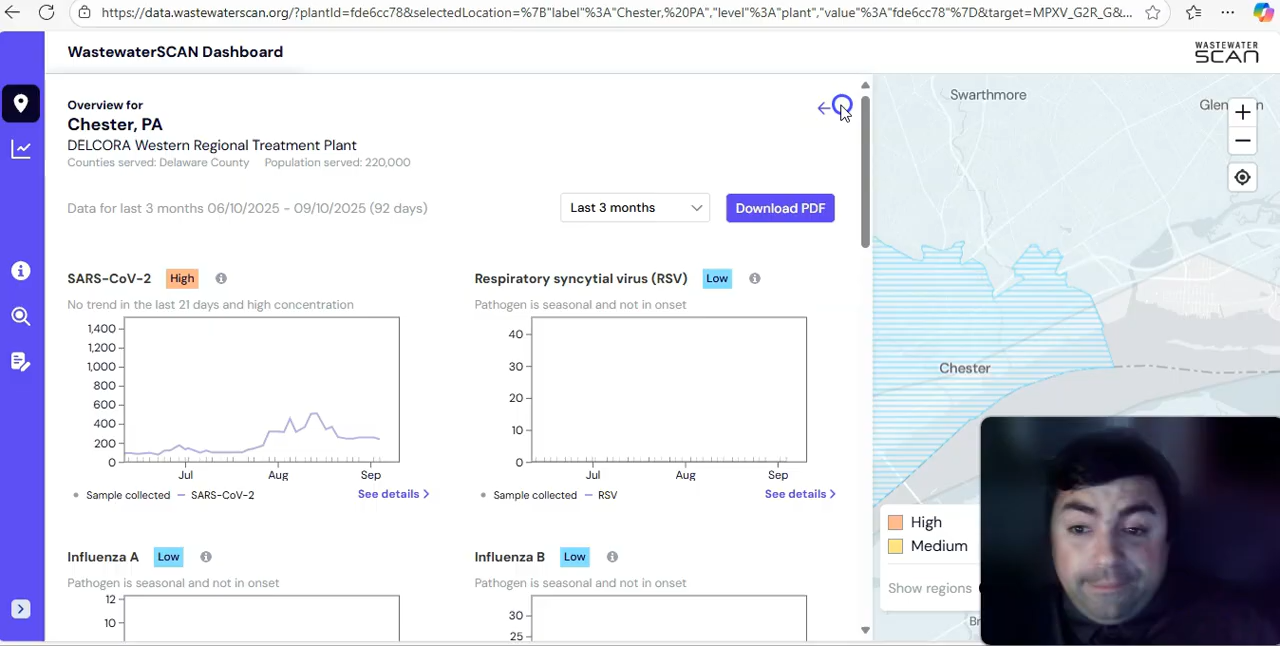 https://data.wastewaterscan.org/?plantId=fde6cc78&selectedLocation=%7B"label"%3A"Chester,%20PA","level"%3A"plant","value"%3A"fde6cc78"%7D&target=MPXV_G2R_G&...
WastewaterSCAN Dashboard
WASTEWATER
SCAN
Overview for
Chester, PA
DELCORA Western Regional Treatment Plant
Counties served: Delaware County Population served: 220,000
Data for last 3 months 06/10/2025 - 09/10/2025 (92 days)
Last 3 months
Download PDF
SARS-CoV-2 High
No trend in the last 21 days and high concentration
1,400
1,200
1,000
800
600
400
200
0
Jul Aug Sep
Sample collected SARS-CoV-2
See details
Respiratory syncytial virus (RSV) Low
Pathogen is seasonal and not in onset
40
30
20
10
0
Jul Aug Sep
Sample collected RSV
See details
Influenza A Low
Pathogen is seasonal and not in onset
12
10
Influenza B Low
Pathogen is seasonal and not in onset
30
25
Swarthmore
Chester
High
Medium
Show regions